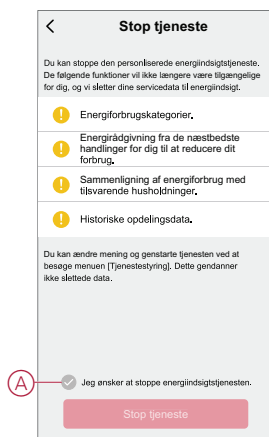 Stop tjeneste
Du kan stoppe den personliserede energiindsigtstjeneste.
De følgende funktioner vil ikke længere være tilgængelige
for dig, og vi sletter dine servicedata til energiindsigt.
Energiforbrugskategorier.
Energirådgivning fra de næstbedste
handlinger for dig til at reducere dit
forbrug.
Sammenligning af energiforbrug med
tilsvarende husholdninger.
Historiske opdelingsdata.
Du kan ændre mening og genstarte tjenesten ved at
besøge menuen [Tjenestestyring]. Dette gendanner
ikke slettede data.
A
Jeg ønsker at stoppe energiindsigtstjenesten.
Stop tjeneste